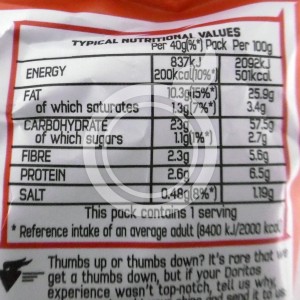 TYPICAL NUTRITIONAL VALUES
Per 40g(%*) Pack Per 100g
ENERGY 837kJ 2092kJ
200kcal(10%*) 501kcal
FAT 10.3g(15%*) 25.9g
of which saturates 1.3g(7%*) 3.4g
CARBOHYDRATE 23g 57.5g
of which sugars 1.1g(1%*) 2.7g
FIBRE 2.3g 5.6g
PROTEIN 2.6g 6.5g
SALT 0.48g(8%*) 1.19g
This pack contains 1 serving
* Reference intake of an average adult (8400 kJ/2000 kcal
Thumbs up or thumbs down? It's rare that we
get a thumbs down, but if your Doritos
experience wasn't top-notch, tell us why